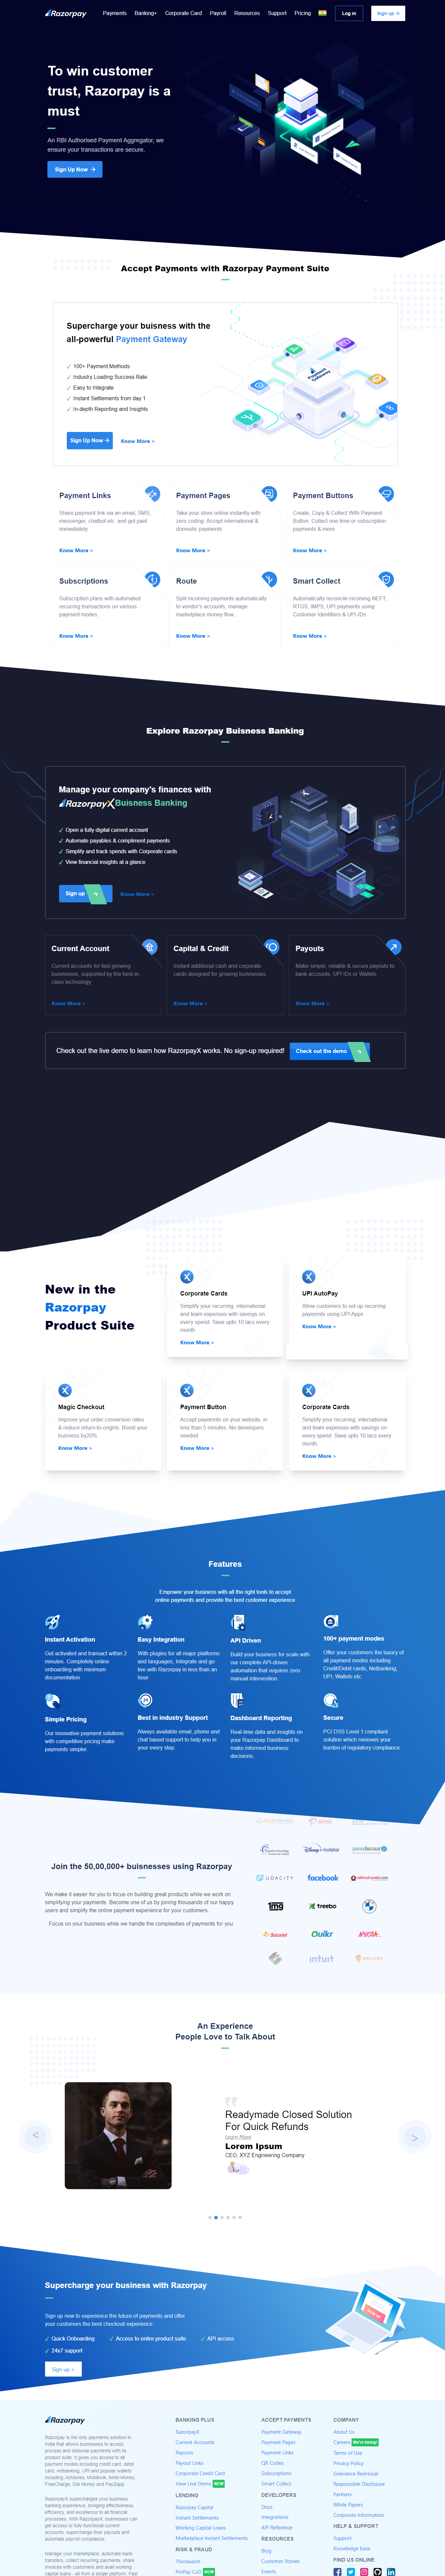 Razorpay
Payments Banking+ Corporate Card Payroll Resources Support Pricing Log in Sign up
To win customer
trust, Razorpay is a
must
An RBI Authorised Payment Aggregator, we
ensure your transactions are secure.
Sign Up Now
Accept Payments with Razorpay Payment Suite
Supercharge your buisness with the
all-powerful Payment Gateway
100+ Payment Methods
Industry Loading Success Rate
Easy to Integrate
Instant Settlements from day 1
In-depth Reporting and Insights
Sign Up Now Know More >
Payment Gateway
Payment Links
Share payment link via an email, SMS,
messenger, chatbot etc. and get paid
immediately
Know More >
Payment Pages
Take your store online instantly with
zero coding. Accept international &
domestic payments.
Know More >
Payment Buttons
Create, Copy & Collect With Payment
Button. Collect one time or subscription
payments & more
Know More >
Subscriptions
Subscription plans with automated
recurring transactions on various
payment modes.
Know More >
Route
Split incoming payments automatically
to vendor's accounts, manage
marketplace money flow.
Know More >
Smart Collect
Automatically reconcile incoming NEFT,
RTGS, IMPS, UPI payments using
Customer Identifiers & UPI-IDs.
Know More >
Explore Razorpay Buisness Banking
Manage your company's finances with
RazorpayX Buisness Banking
Open a fully digital current account
Automate payables & compliment payments
Simplify and track spends with Corporate cards
View financial insights at a glance
Sign up Know More >
Current Account
Current accounts for fast-growing
businesses, supported by the best-in-
class technology
Know More >
Capital & Credit
Instant additional cash and corporate
cards designed for growing businesses
Know More >
Payouts
Make simple, reliable & secure payouts to
bank accounts, UPI IDs or Wallets
Know More >
Check out the live demo to learn how RazorpayX works. No sign-up required! Check out the demo
New in the
Razorpay
Product Suite
Corporate Cards
Simplify your recurring, international
and team expenses with savings on
every spend. Save upto 10 lacs every
month
Know More >
UPI AutoPay
Allow customers to set up recurring
payemnts using UPI Apps
Know More >
Magic Checkout
Improve your order conversion rates
& reduce return-to-origins. Boost your
business by20%
Know More >
Payment Button
Accept payemnts on your website, in
less than 5 minutes. No developers
needed.
Know More >
Corporate Cards
Simplify your recurring, international
and team expenses with savings on
every spend. Save upto 10 lacs every
month
Know More >
Features
Empower your business with all the right tools to accept
online payments and provide the best customer experience
Instant Activation
Get activated and transact within 2
minutes. Completely online
onboarding with minimum
documentation.
Easy Integration
With plugins for all major platforms
and languages, Integrate and go
live with Razorpay in less than an
hour.
API Driven
Build your business for scale with
our complete API-driven
automation that requires zero
manual intervention.
100+ payment modes
Offer your customers the luxury of
all payment modes including
Credit/Debit cards, Netbanking,
UPI, Wallets etc.
Simple Pricing
Our innovative payment solutions
with competitive pricing make
payments simpler.
Best in industry Support
Always available email, phone and
chat based support to help you in
your every step.
Dashboard Reporting
Real-time data and insights on
your Razorpay Dashboard to
make informed business
decisions.
Secure
PCI DSS Level 1 compliant
solution which removes your
burden of regulatory compliance.
Join the 50,00,000+ buisnesses using Razorpay
We make it easier for you to focus on building great products while we work on
simplifying your payments. Become one of us by joining thousands of our happy
users and simplify the online payment experience for your customers.
Focus on your business while we handle the complexities of payments for you
Disney+ hotstar
paisabazaar
UDACITY facebook
1mg treebo
Quikr
intuit SWIGGY
An Experience
People Love to Talk About
Readymade Closed Solution
For Quick Refunds
Learn More
Lorem Ipsum
CEO, XYZ Engineering Company
<
>
Supercharge your business with Razorpay
Sign up now to experience the future of payments and offer
your customers the best checkout experience.
Quick Onboarding Access to entire product suite API access
24x7 support
Sign up >
SIGN UP
Razorpay
Razorpay is the only payments solution in
India that allows businesses to accept,
process and disburse payments with its
product suite. It gives you access to all
payment modes including credit card, debit
card, netbanking, UPI and popular wallets
including JioMoney, Mobikwik, Airtel Money,
FreeCharge, Ola Money and PayZapp.
RazorpayX supercharges your business
banking experience, bringing effectiveness,
efficiency, and excellence to all financial
processes. With RazorpayX, businesses can
get access to fully-functional current
accounts, supercharge their payouts and
automate payroll compliance.
Manage your marketplace, automate bank
transfers, collect recurring payments, share
invoices with customers and avail working
capital loans - all from a single platform. Fast
BANKING PLUS
RazorpayX
Current Accounts
Payouts
Payout Links
Corporate Credit Card
View Live Demo NEW
LENDING
Razorpay Capital
Instant Settlements
Working Capital Loans
Marketplace Instant Settlements
RISK & FRAUD
Thirdwatch
PrePay COD NEW
ACCEPT PAYMENTS
Payment Gateway
Payment Pages
Payment Links
QR Codes
Subscriptions
Smart Collect
DEVELOPERS
Docs
Integrations
API Reference
RESOURCES
Blog
Customer Stories
Events
COMPANY
About Us
Careers We're hiring!
Terms of Use
Privacy Policy
Grievance Redressal
Responsible Disclosure
Partners
White Papers
Corporate Information
HELP & SUPPORT
Support
Knowledge base
FIND US ONLINE